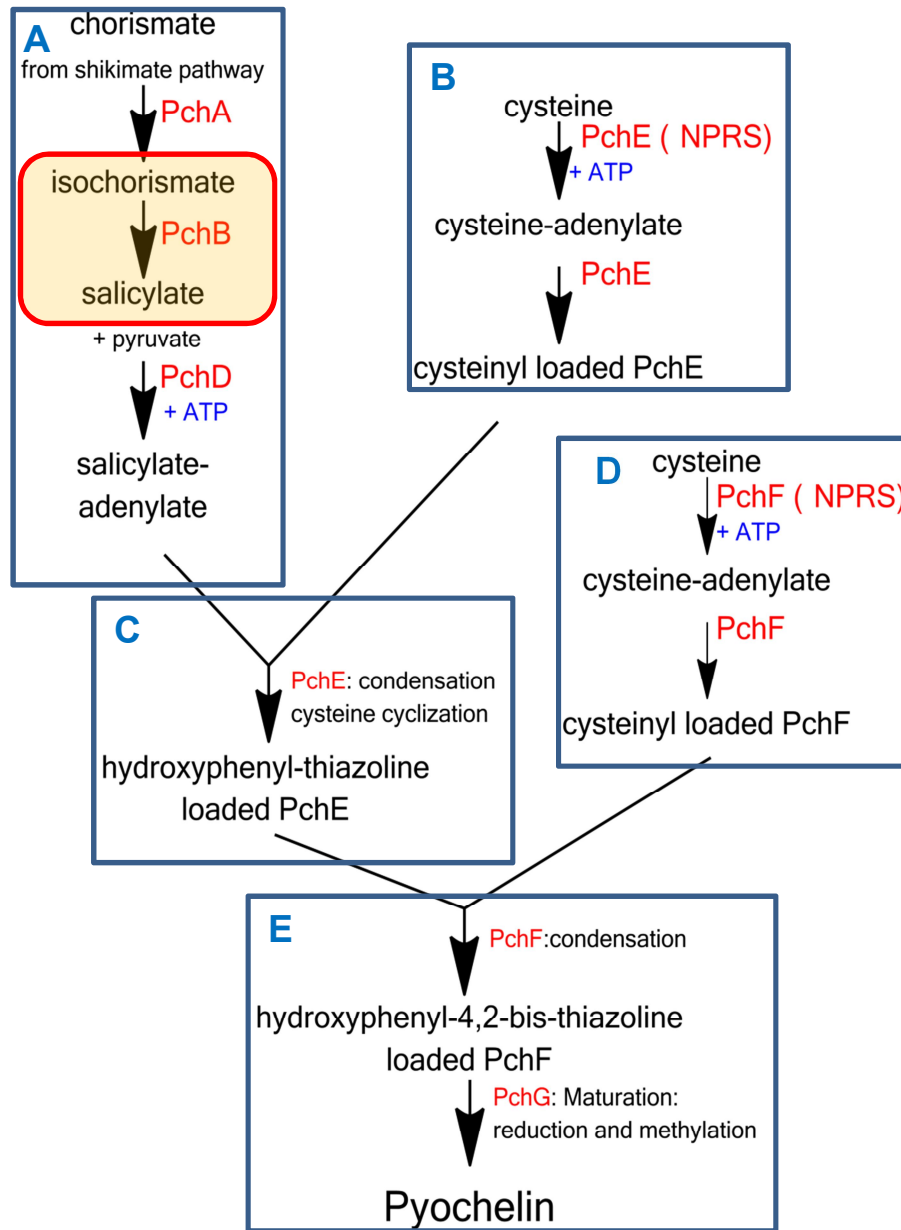 A
chorismate
from shikimate pathway
PchA
isochorismate
PchB
salicylate
+ pyruvate
PchD
+ ATP
salicylate-
adenylate
B
cysteine
PchE ( NPRS)
+ ATP
cysteine-adenylate
PchE
cysteinyl loaded PchE
D
cysteine
PchF ( NPRS)
+ ATP
cysteine-adenylate
PchF
cysteinyl loaded PchF
C
PchE: condensation
cysteine cyclization
hydroxyphenyl-thiazoline
loaded PchE
E
PchF:condensation
hydroxyphenyl-4,2-bis-thiazoline
loaded PchF
PchG: Maturation:
reduction and methylation
Pyochelin